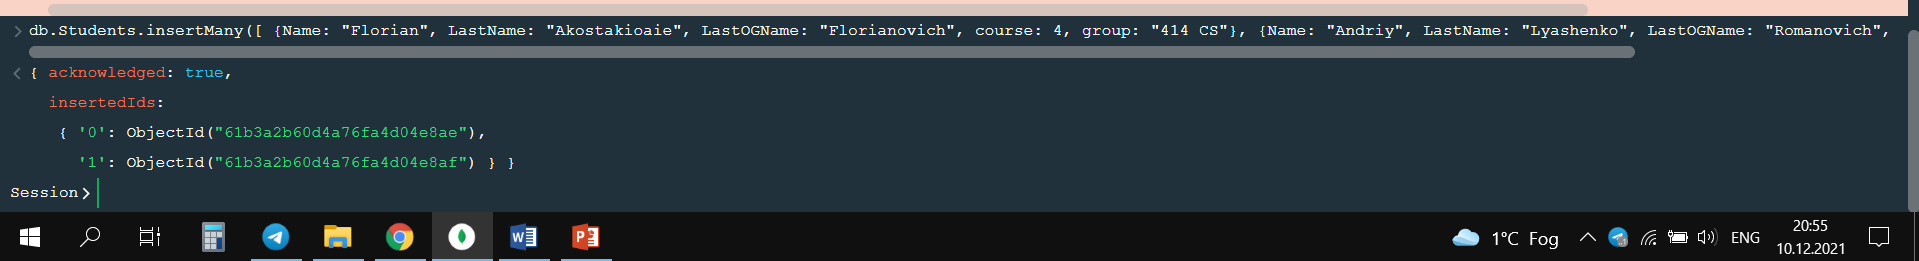 > db.Students.insertMany([ {Name: "Florian", LastName: "Akostakioaie", LastOGName: "Florianovich", course: 4, group: "414 CS"}, {Name: "Andriy", LastName: "Lyashenko", LastOGName: "Romanovich",
< { acknowledged: true,
insertedIds:
{ '0': ObjectId("61b3a2b60d4a76fa4d04e8ae"),
'1': ObjectId("61b3a2b60d4a76fa4d04e8af") } }
Session>
1°C Fog
ENG
20:55
10.12.2021